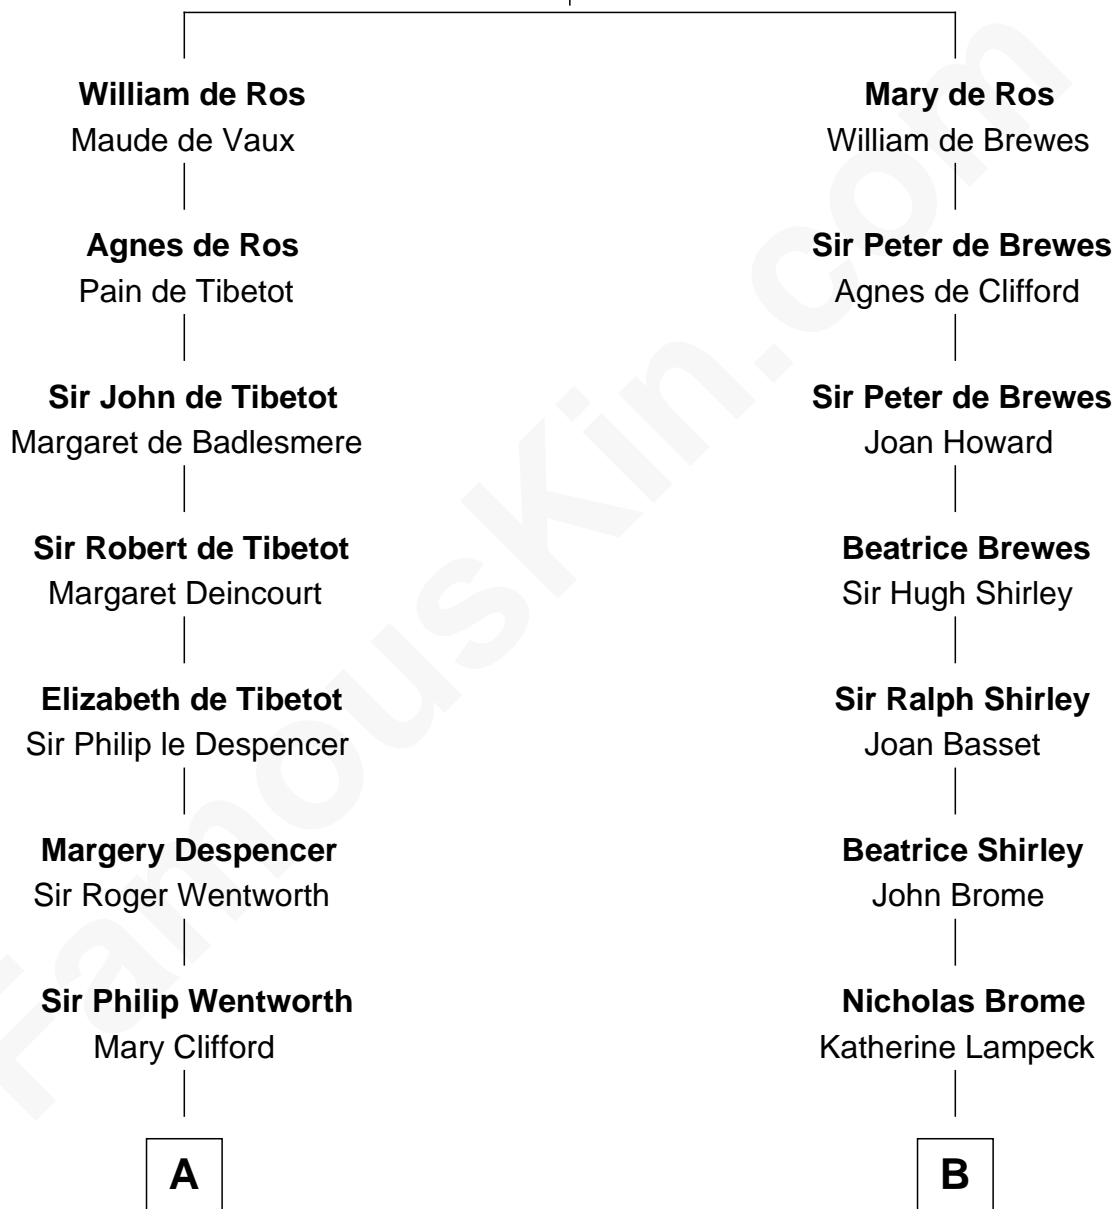 William de Ros
Maude de Vaux
Mary de Ros
William de Brewes
Agnes de Ros
Pain de Tibetot
Sir Peter de Brewes
Agnes de Clifford
Sir John de Tibetot
Margaret de Badlesmere
Sir Peter de Brewes
Joan Howard
Sir Robert de Tibetot
Margaret Deincourt
Beatrice Brewes
Sir Hugh Shirley
Elizabeth de Tibetot
Sir Philip le Despencer
Sir Ralph Shirley
Joan Basset
Margery Despencer
Sir Roger Wentworth
Beatrice Shirley
John Brome
Sir Philip Wentworth
Mary Clifford
Nicholas Brome
Katherine Lampeck
A
B
FamousKin.com